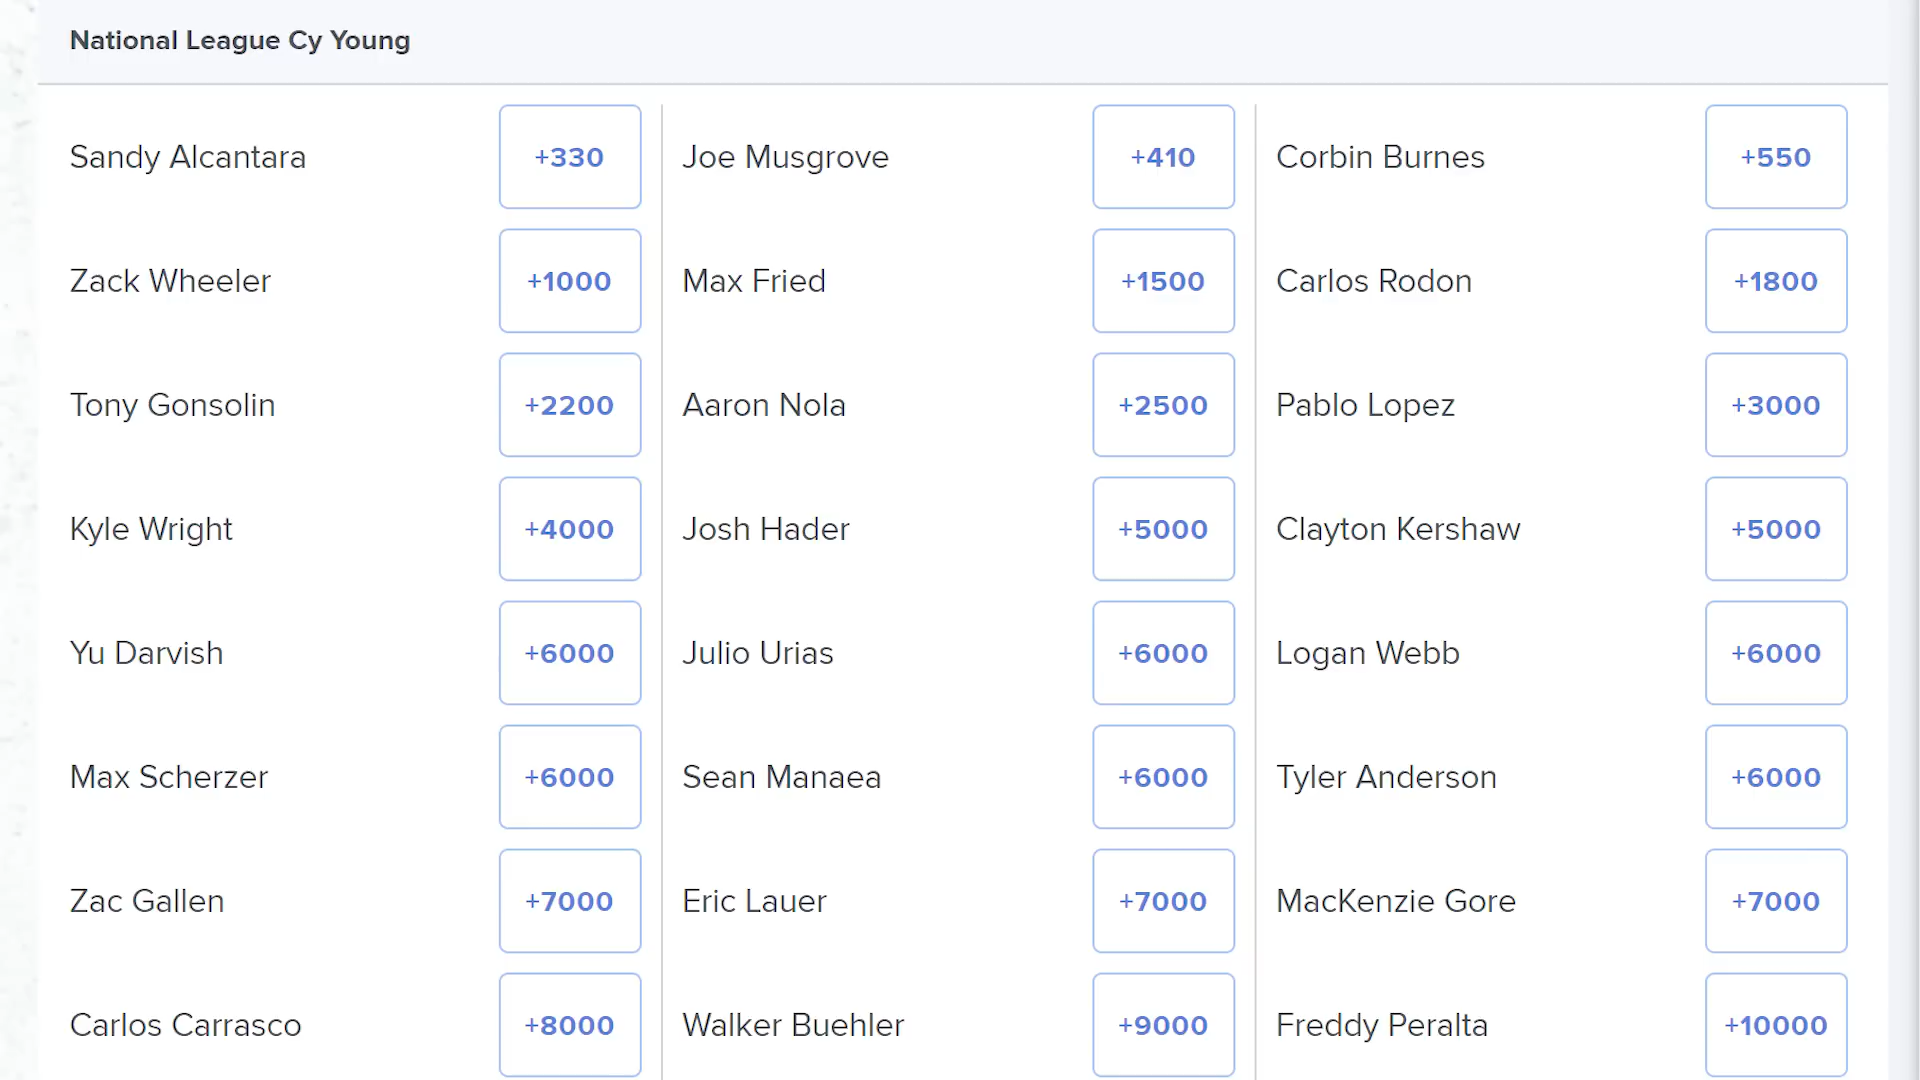 National League Cy Young
Sandy Alcantara +330 Joe Musgrove +410 Corbin Burnes +550
Zack Wheeler +1000 Max Fried +1500 Carlos Rodon +1800
Tony Gonsolin +2200 Aaron Nola +2500 Pablo Lopez +3000
Kyle Wright +4000 Josh Hader +5000 Clayton Kershaw +5000
Yu Darvish +6000 Julio Urias +6000 Logan Webb +6000
Max Scherzer +6000 Sean Manaea +6000 Tyler Anderson +6000
Zac Gallen +7000 Eric Lauer +7000 MacKenzie Gore +7000
Carlos Carrasco +8000 Walker Buehler +9000 Freddy Peralta +10000